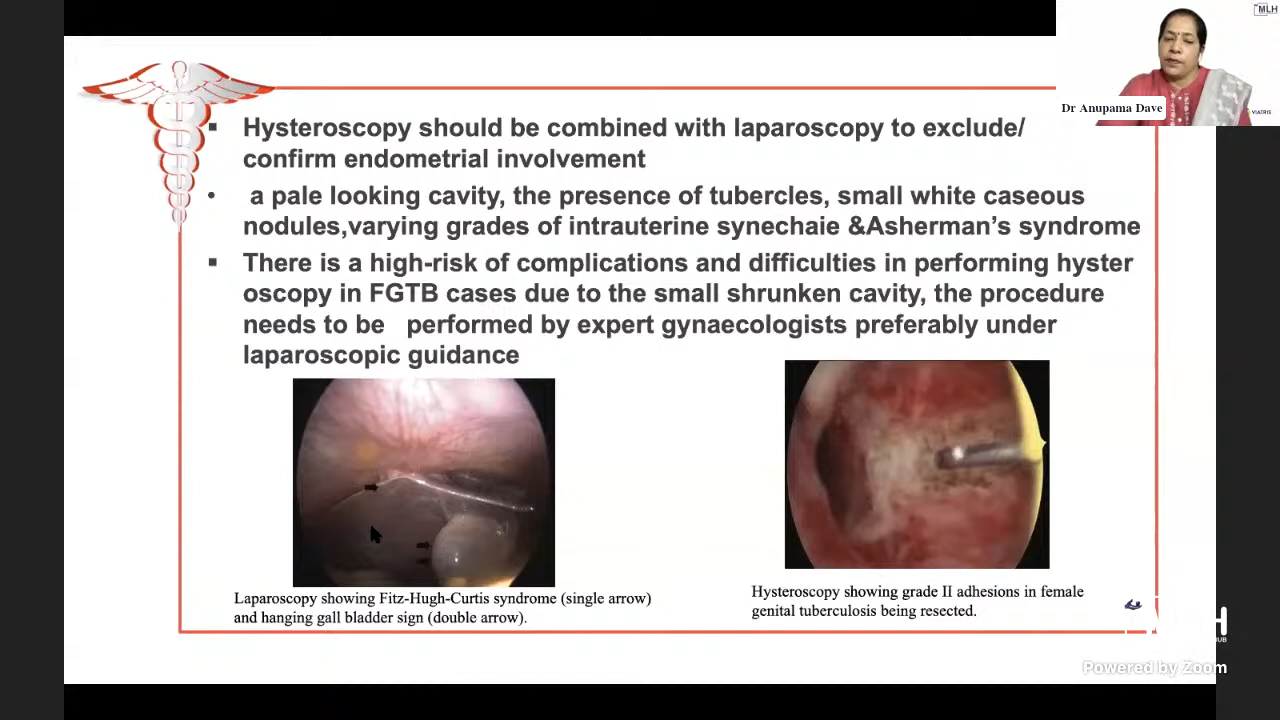 MLH
Dr Anupama Dave
VIATRIS
▪ Hysteroscopy should be combined with laparoscopy to exclude/
confirm endometrial involvement
• a pale looking cavity, the presence of tubercles, small white caseous
nodules,varying grades of intrauterine synechaie &Asherman's syndrome
▪ There is a high-risk of complications and difficulties in performing hyster
oscopy in FGTB cases due to the small shrunken cavity, the procedure
needs to be performed by expert gynaecologists preferably under
laparoscopic guidance
Laparoscopy showing Fitz-Hugh-Curtis syndrome (single arrow)
and hanging gall bladder sign (double arrow).
Hysteroscopy showing grade II adhesions in female
genital tuberculosis being resected.
Powered by Zoom